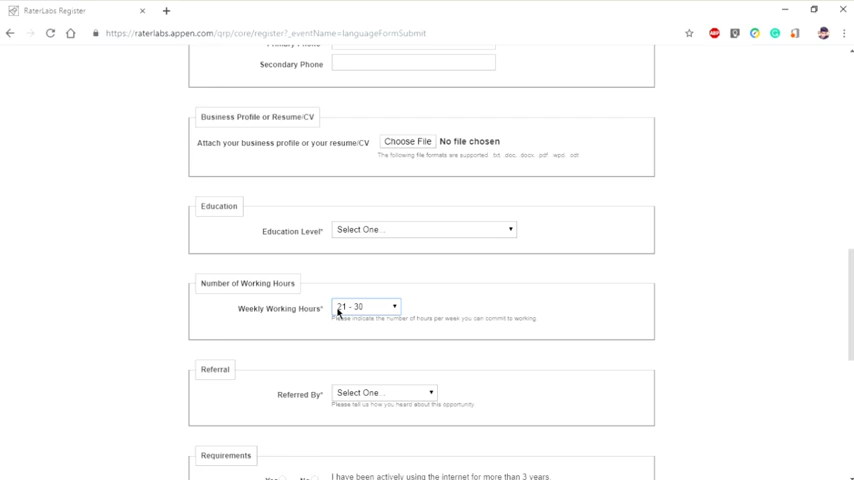 RaterLabs Register
https://raterlabs.appen.com/qrp/core/register?_eventName=languageFormSubmit
ABP
Primary Phone
Secondary Phone
Business Profile or Resume/CV
Attach your business profile or your resume/CV Choose File No file chosen
The following file formats are supported: .txt .doc .docx .pdf .wpd .odt
Education
Education Level* Select One...
Number of Working Hours
Weekly Working Hours* 21 - 30
Please indicate the number of hours per week you can commit to working
Referral
Referred By* Select One...
Please tell us how you heard about this opportunity
Requirements
Yes No I have been actively using the internet for more than 3 years.